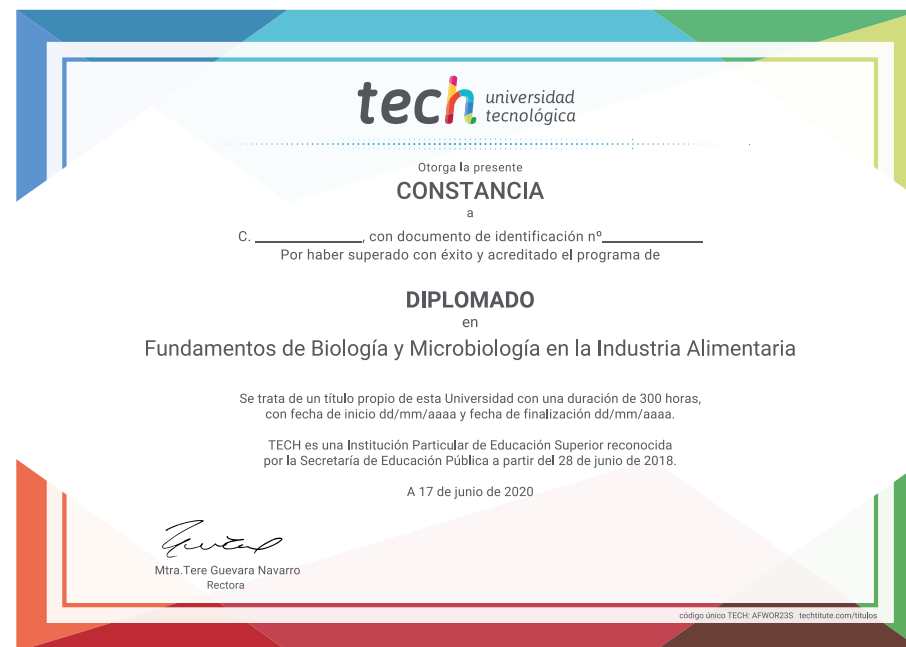 tech universidad
tecnológica
Otorga la presente
CONSTANCIA
a
C. ____________, con documento de identificación nº____________
Por haber superado con éxito y acreditado el programa de
DIPLOMADO
en
Fundamentos de Biología y Microbiología en la Industria Alimentaria
Se trata de un título propio de esta Universidad con una duración de 300 horas,
con fecha de inicio dd/mm/aaaa y fecha de finalización dd/mm/aaaa.
TECH es una Institución Particular de Educación Superior reconocida
por la Secretaría de Educación Pública a partir del 28 de junio de 2018.
A 17 de junio de 2020
Mtra.Tere Guevara Navarro
Rectora
código único TECH: AFWOR23S techtitute.com/títulos